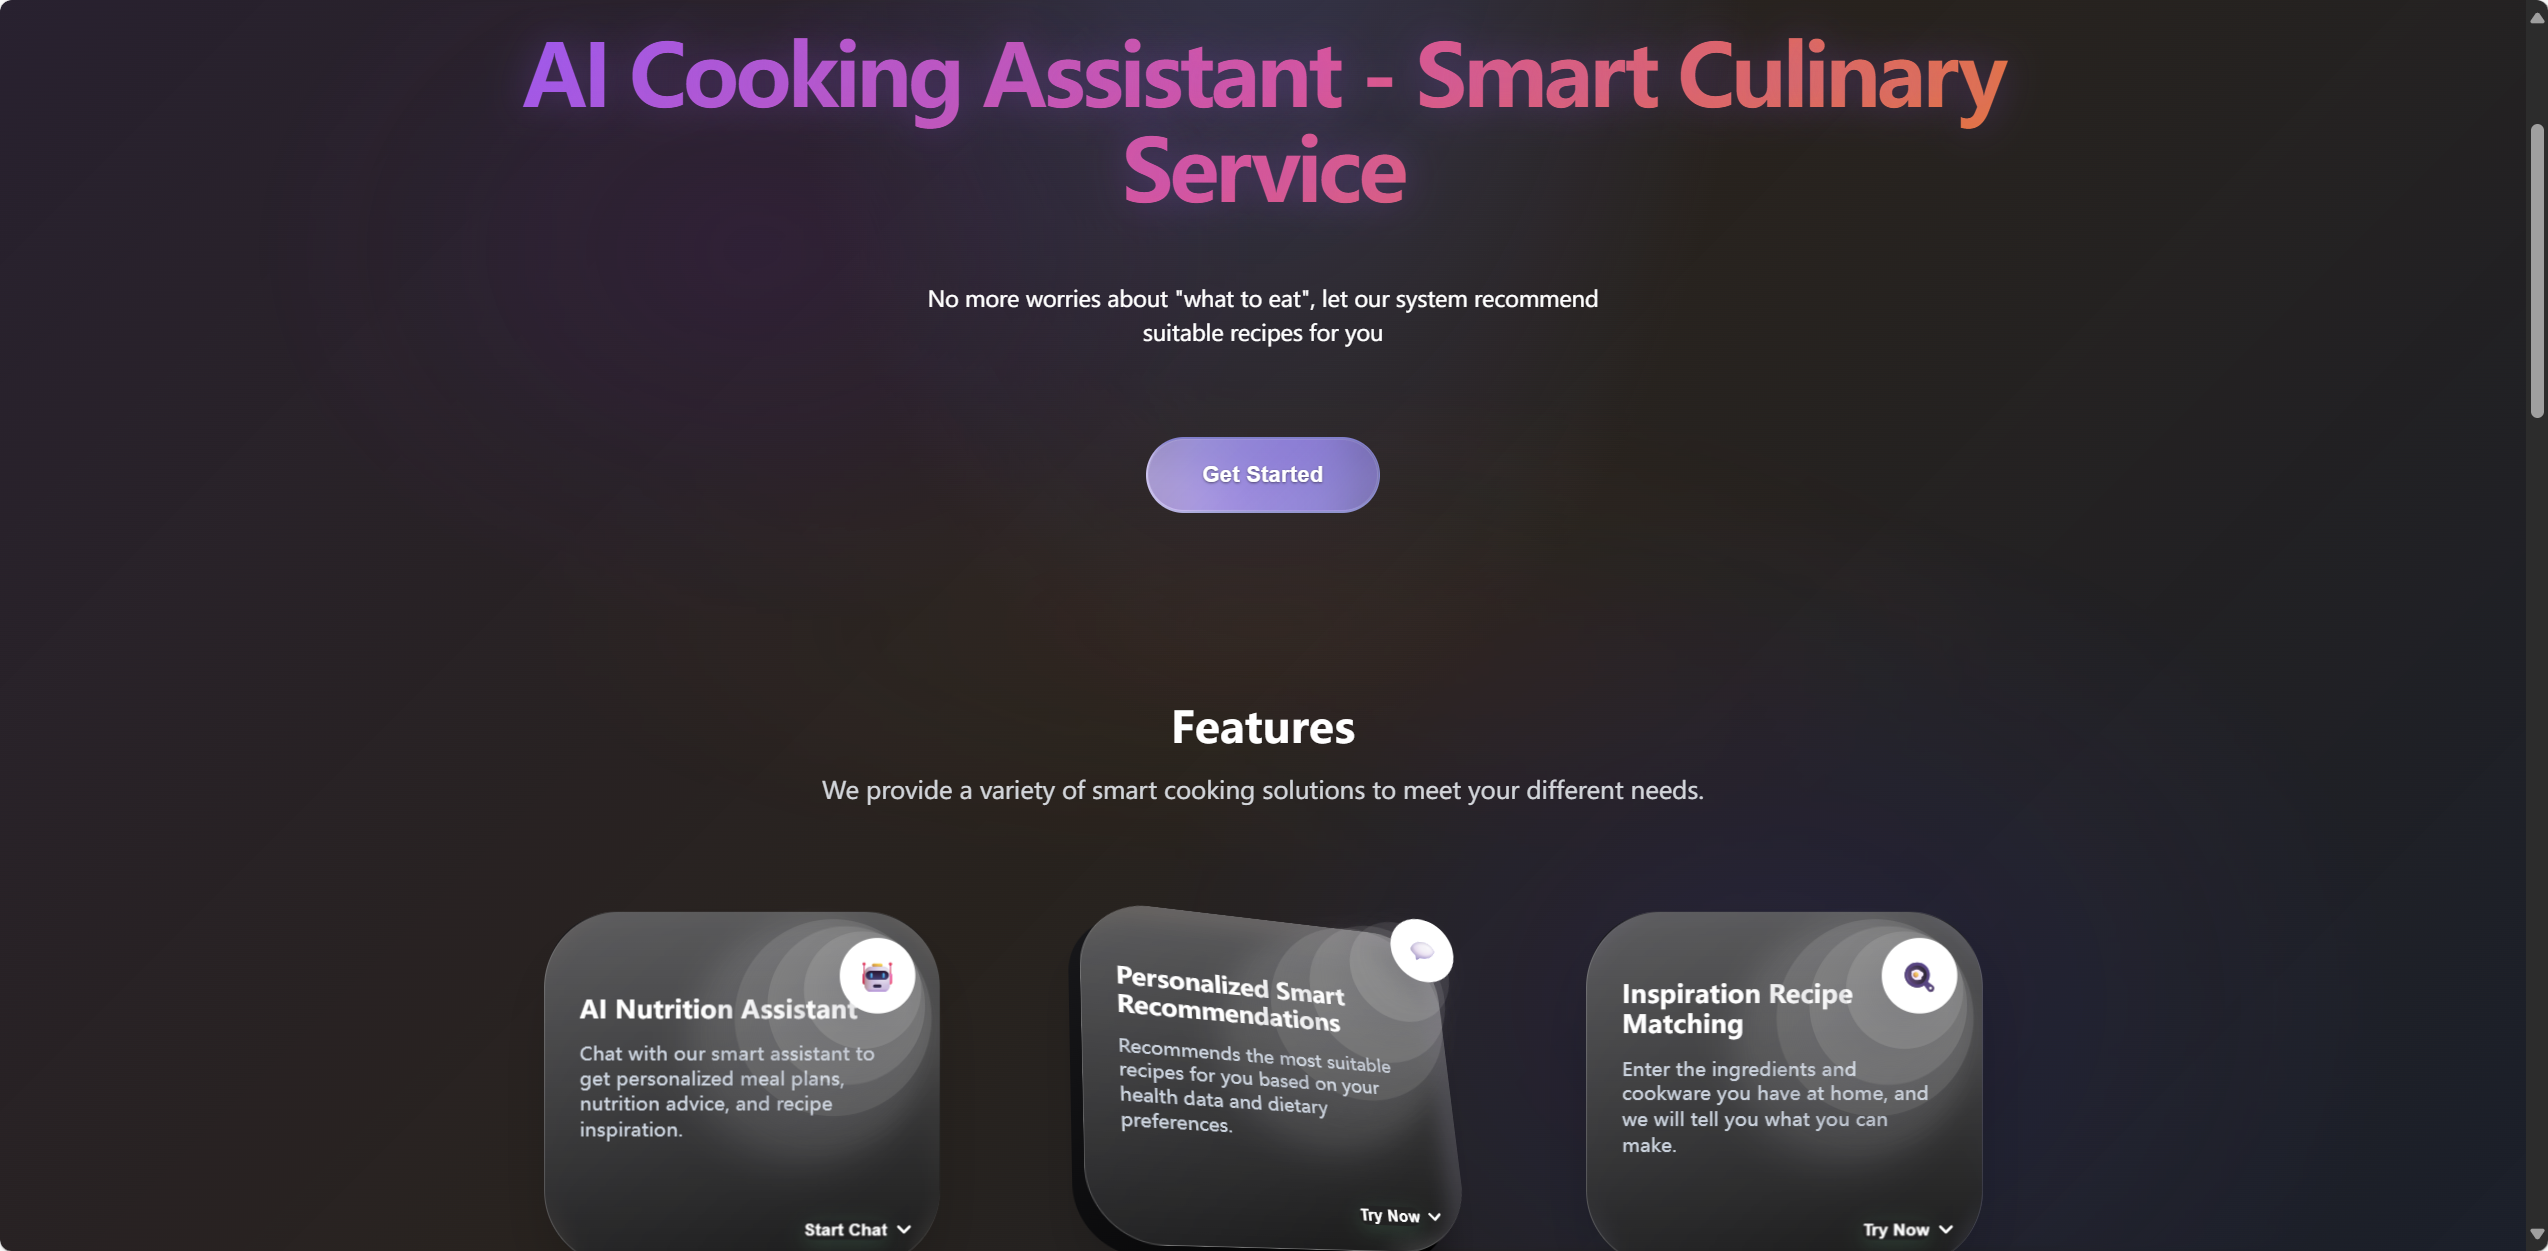 AI Cooking Assistant - Smart Culinary
Service
No more worries about "what to eat", let our system recommend
suitable recipes for you
Get Started
Features
We provide a variety of smart cooking solutions to meet your different needs.
AI Nutrition Assistant
Chat with our smart assistant to
get personalized meal plans,
nutrition advice, and recipe
inspiration.
Start Chat
Personalized Smart
Recommendations
Recommends the most suitable
recipes for you based on your
health data and dietary
preferences.
Try Now
Inspiration Recipe
Matching
Enter the ingredients and
cookware you have at home, and
we will tell you what you can
make.
Try Now